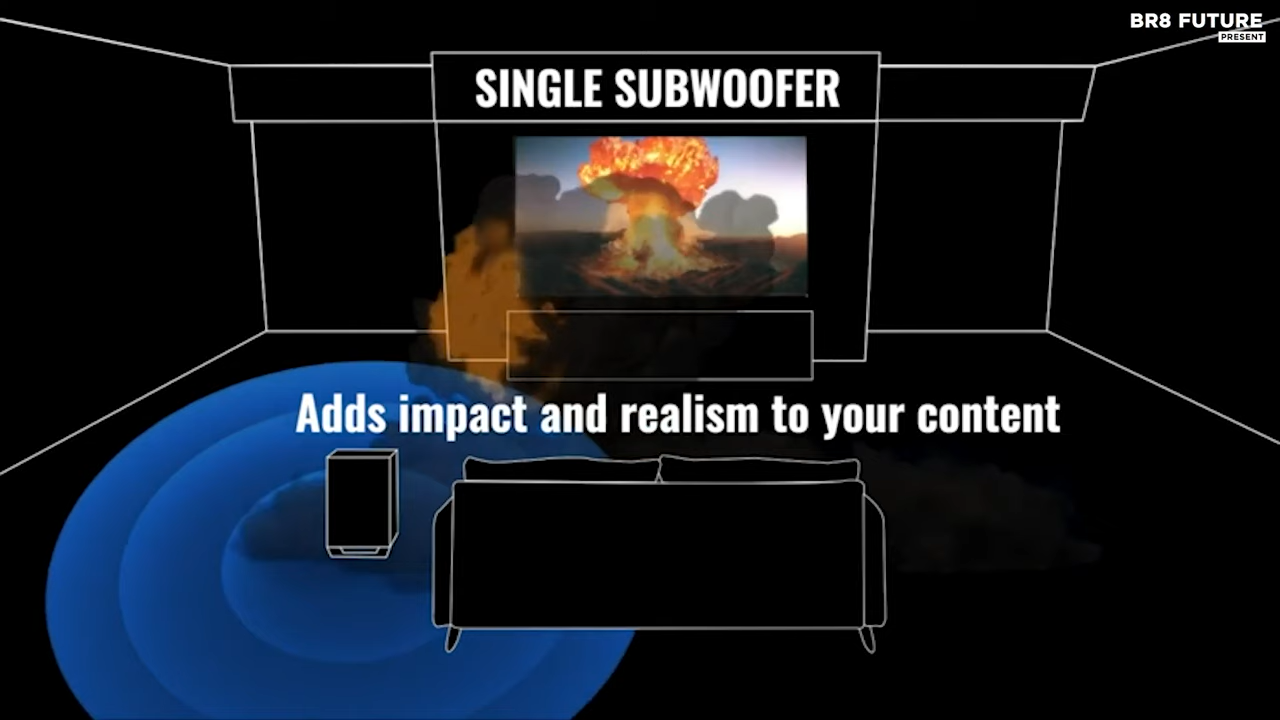 BR8 FUTURE
PRESENT
SINGLE SUBWOOFER
Adds impact and realism to your content